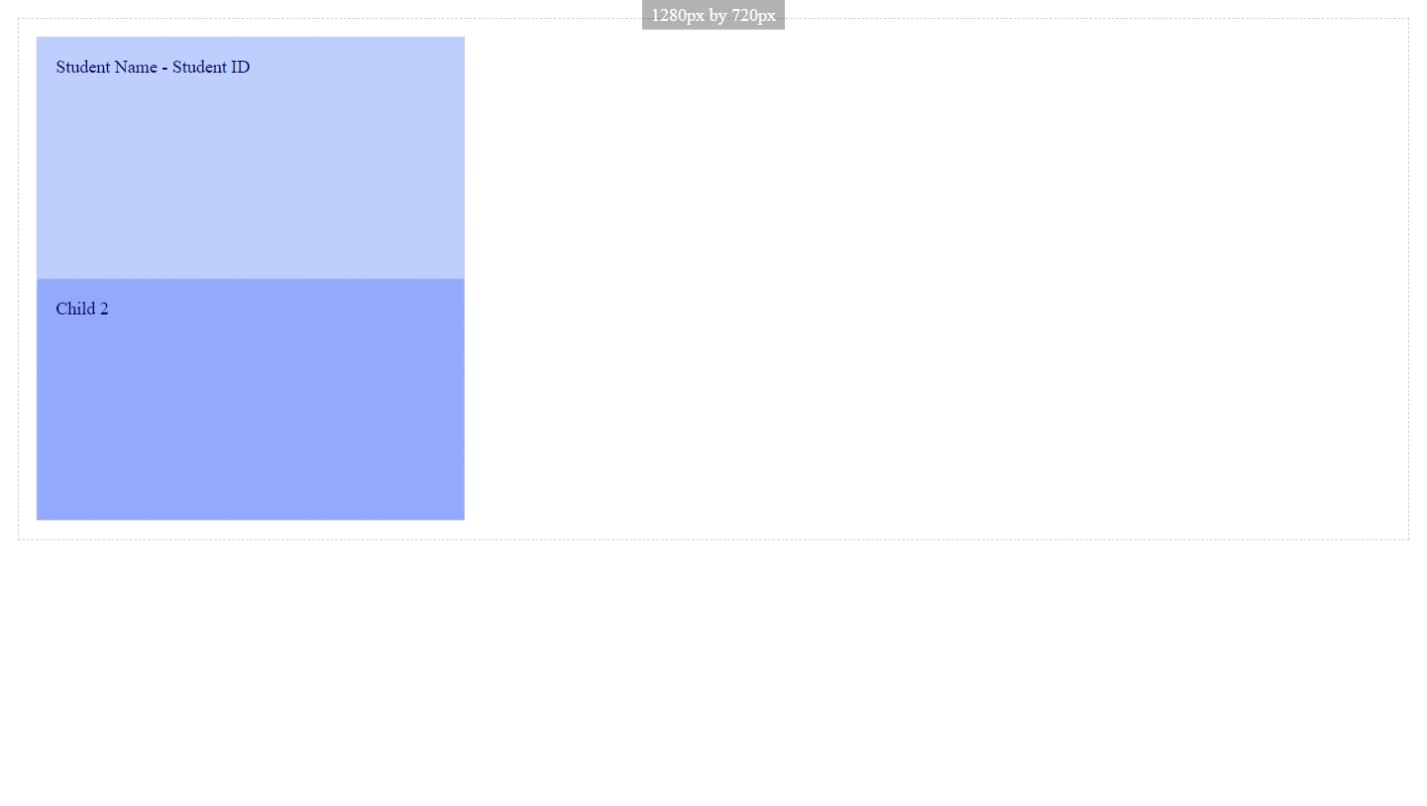 1280px by 720px
Student Name - Student ID
Child 2